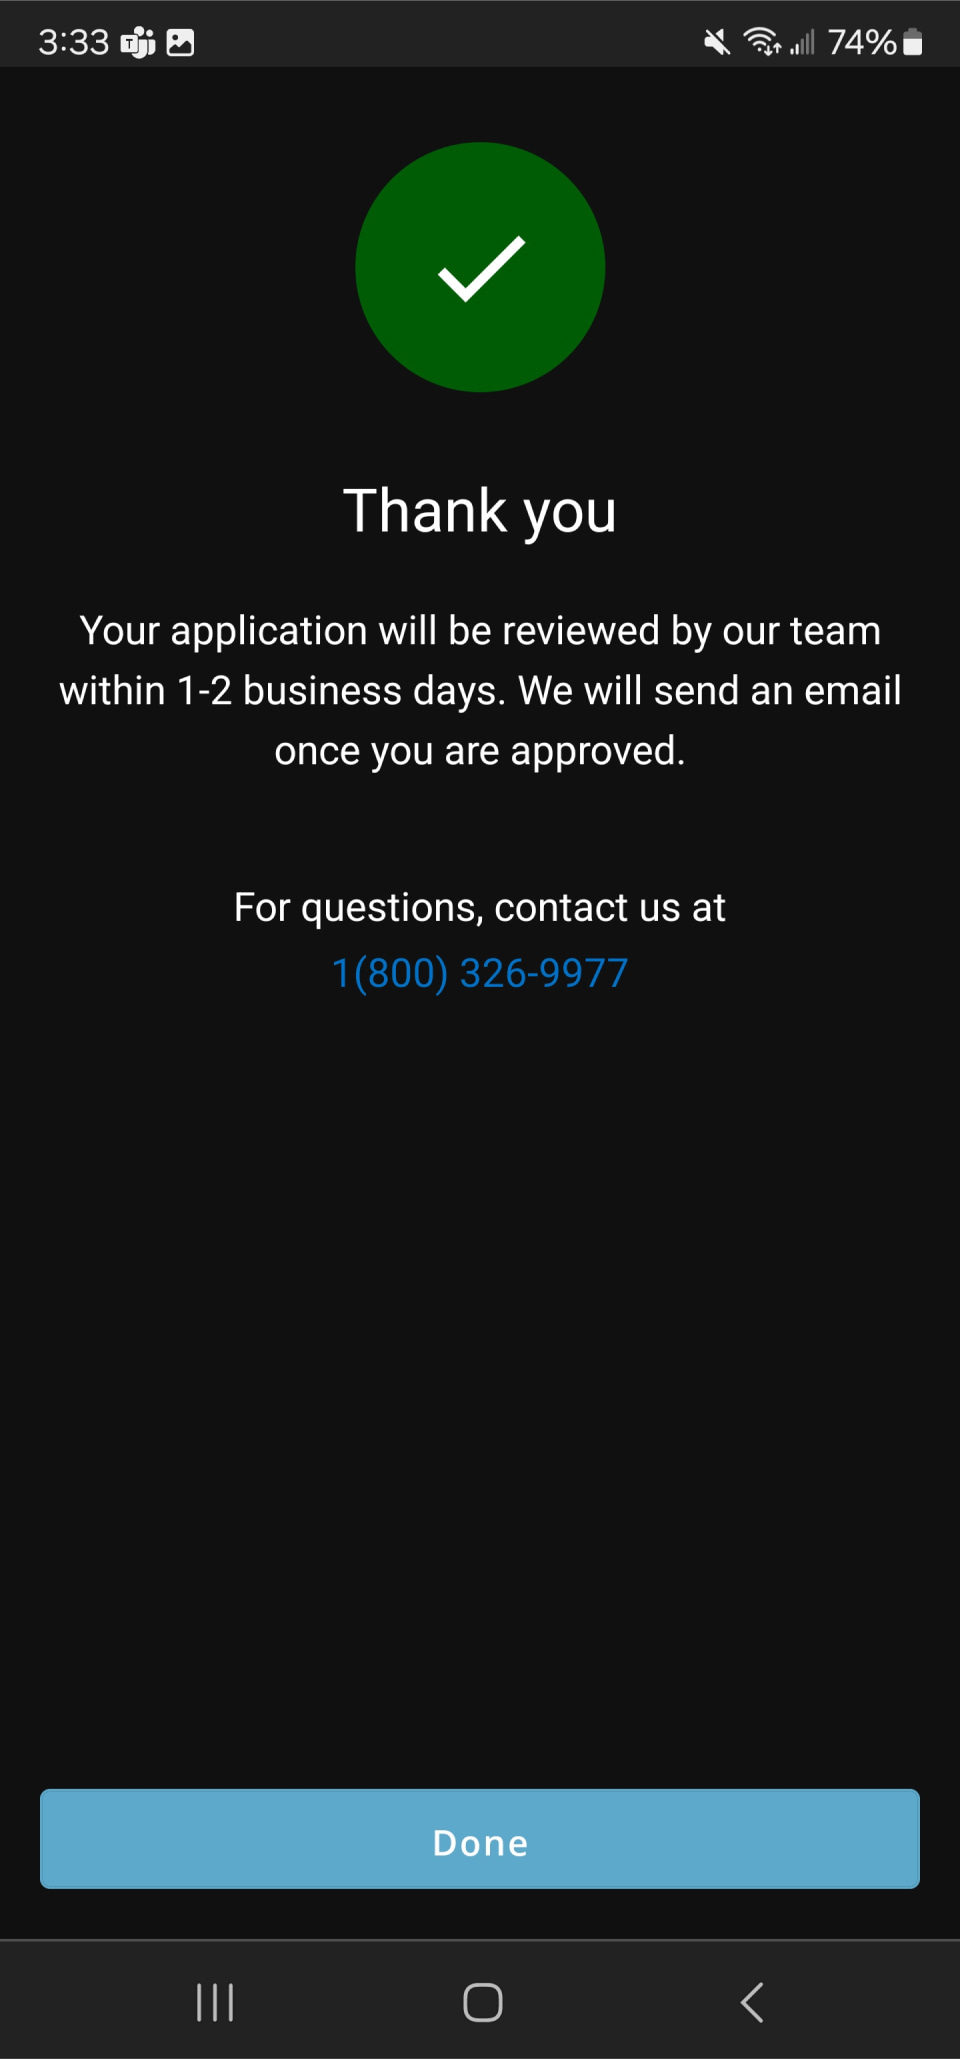 3:33
74%
Thank you
Your application will be reviewed by our team
within 1-2 business days. We will send an email
once you are approved.
For questions, contact us at
1(800) 326-9977
Done